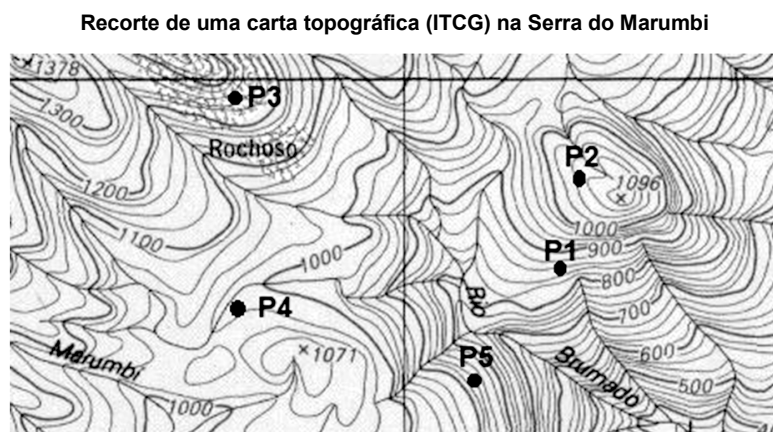 Recorte de uma carta topográfica (ITCG) na Serra do Marumbi
1378
P3
1300
Rochoso
P2
1096
1200
1000
1100
900
1000
P1
800
Rio
P4
700
1071
P5
600
Marumbi
Brumado
500
1000